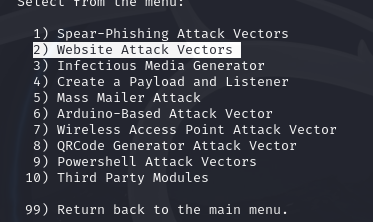 Select from the menu:
1) Spear-Phishing Attack Vectors
2) Website Attack Vectors
3) Infectious Media Generator
4) Create a Payload and Listener
5) Mass Mailer Attack
6) Arduino-Based Attack Vector
7) Wireless Access Point Attack Vector
8) QRCode Generator Attack Vector
9) Powershell Attack Vectors
10) Third Party Modules
99) Return back to the main menu.